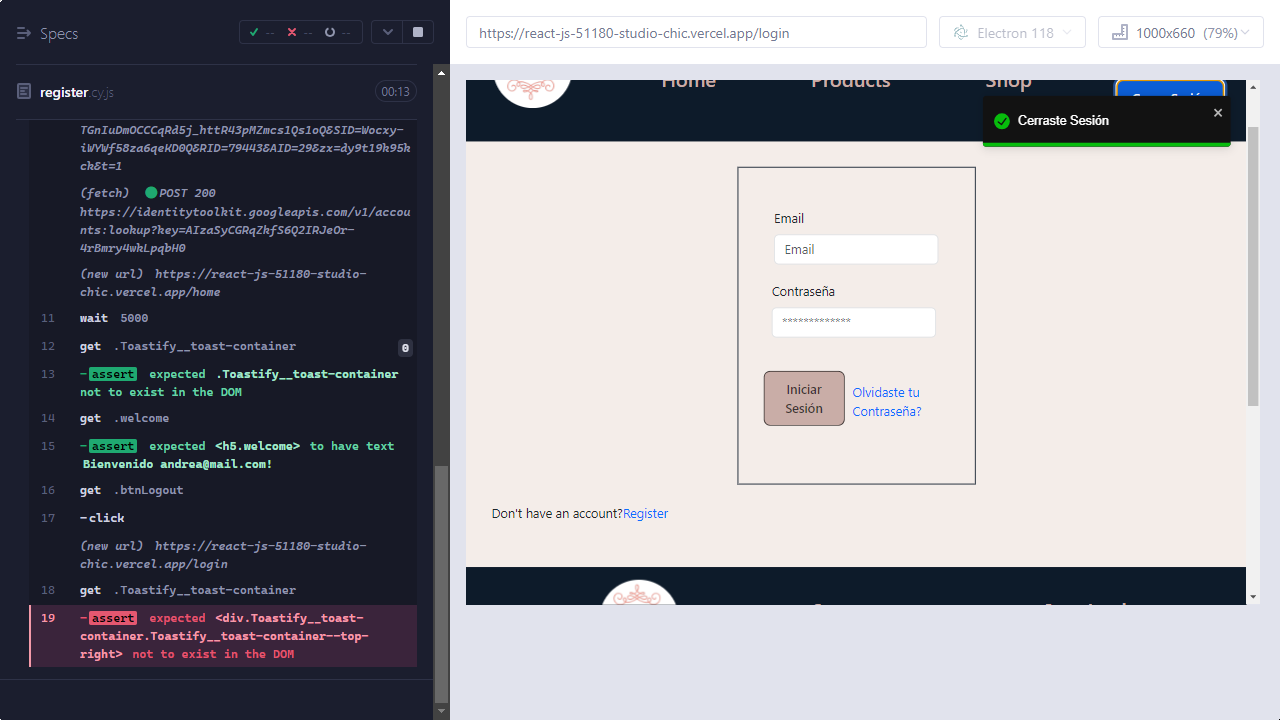 Specs
-- -- --
register.cy.js 00:13
TGnIuDmOCCCqRd5j_httR43pMZmcs1Qs1oQ&SID=Wocxy-
iWYWf58za6qeKD0Q&RID=79443&AID=29&zx=dy9t19k95k
ck&t=1
(fetch) POST 200
https://identitytoolkit.googleapis.com/v1/accou
nts:lookup?key=AIzaSyCGRqZkfS6Q2IRJeOr-
4rBmry4wkLpqbH0
(new url) https://react-js-51180-studio-
chic.vercel.app/home
11 wait 5000
12 get .Toastify__toast-container 0
13 -assert expected .Toastify__toast-container
not to exist in the DOM
14 get .welcome
15 -assert expected <h5.welcome> to have text
Bienvenido andrea@mail.com!
16 get .btnLogout
17 -click
(new url) https://react-js-51180-studio-
chic.vercel.app/login
18 get .Toastify__toast-container
19 -assert expected <div.Toastify__toast-
container.Toastify__toast-container--top-
right> not to exist in the DOM
https://react-js-51180-studio-chic.vercel.app/login
Electron 118
1000x660 (79%)
Home Products Shop
Cerraste Sesión ×
Email
Email
Contraseña
*************
Iniciar
Sesión
Olvidaste tu
Contraseña?
Don't have an account?Register